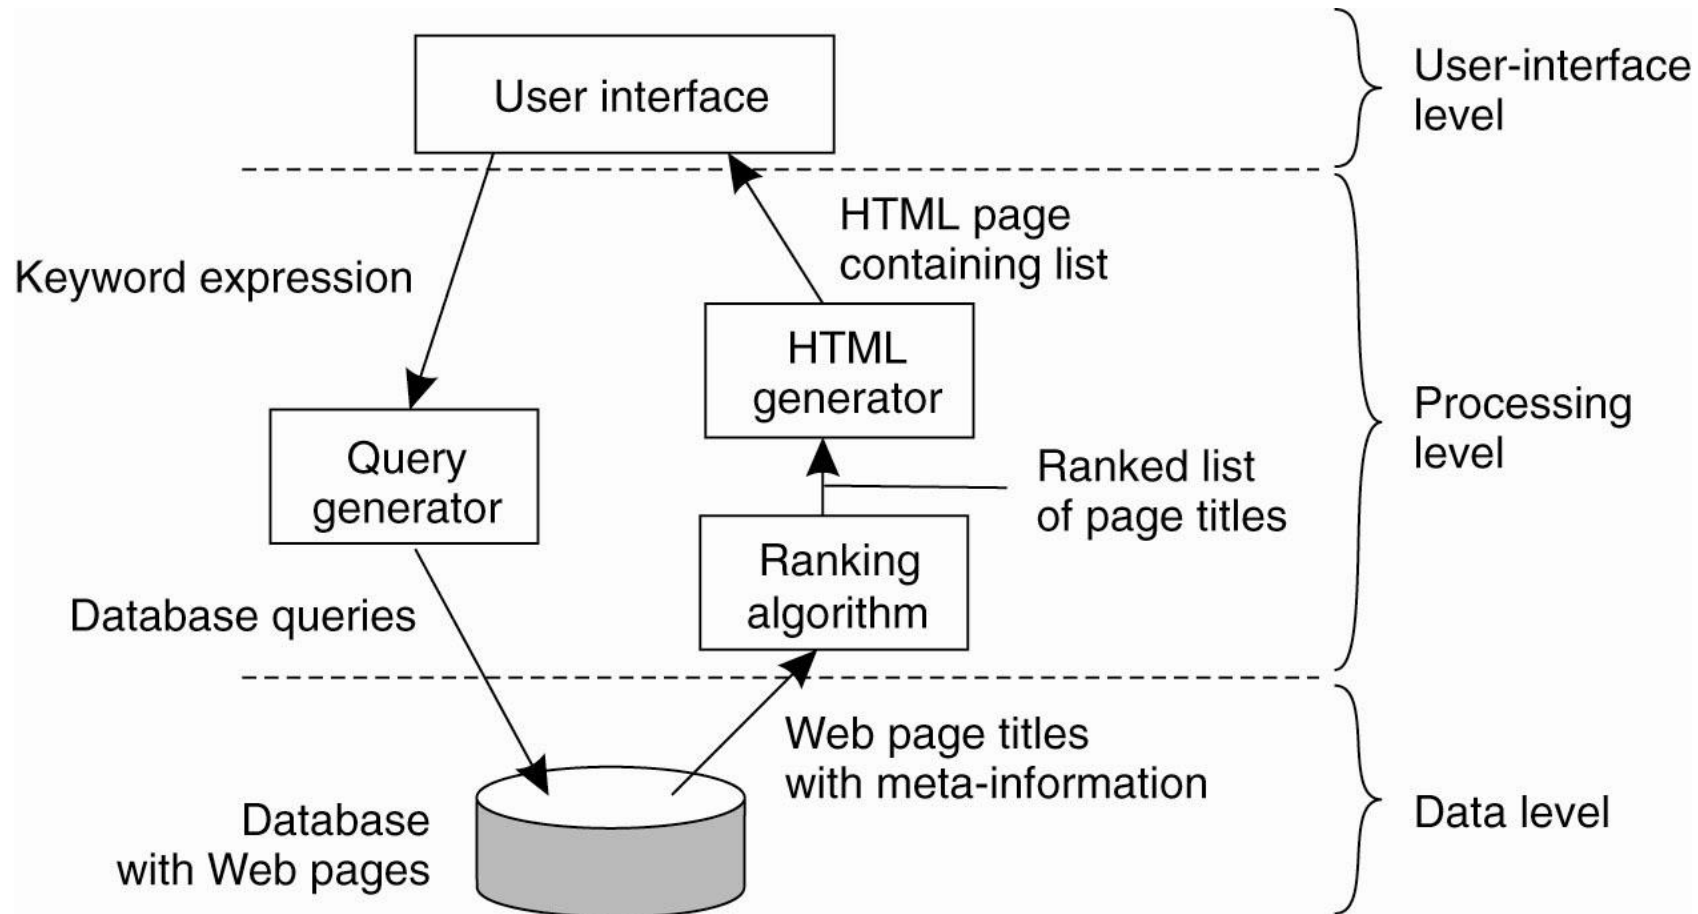 User interface
User-interface
level
HTML page
containing list
Keyword expression
HTML
generator
Processing
level
Query
generator
Ranked list
of page titles
Ranking
algorithm
Database queries
Web page titles
with meta-information
Database
with Web pages
Data level